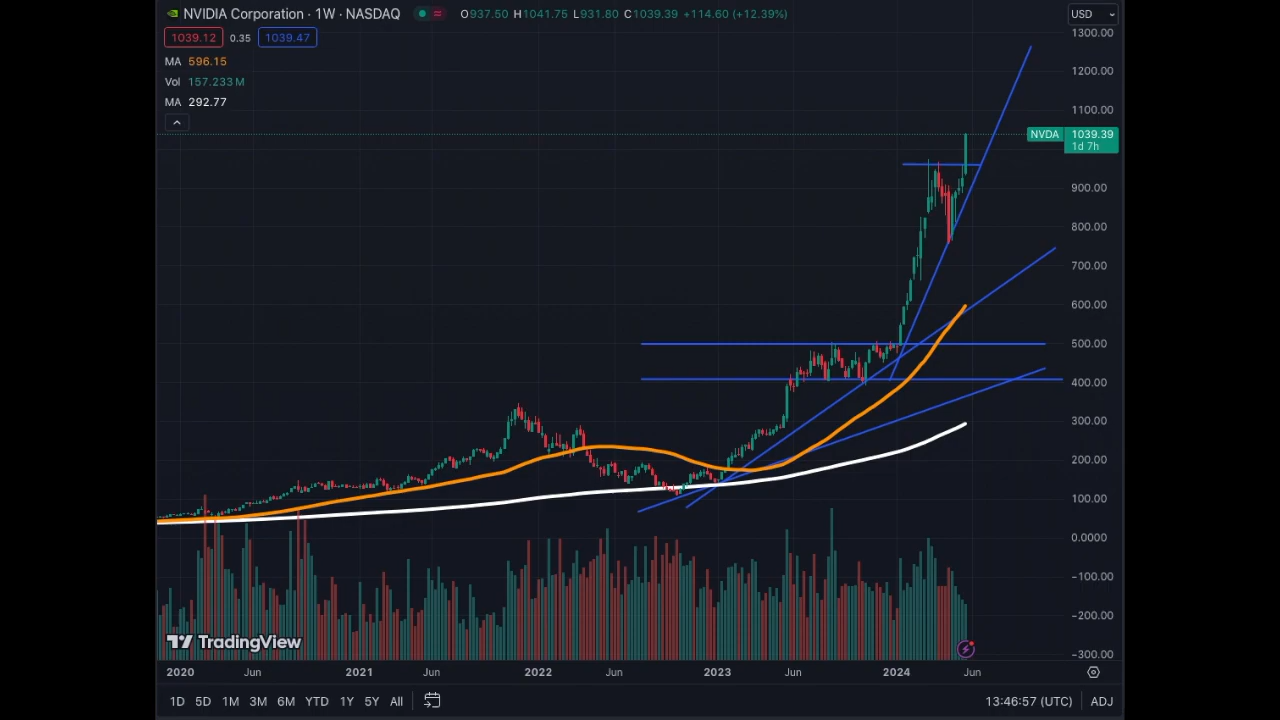 NVIDIA Corporation · 1W · NASDAQ O937.50 H1041.75 L931.80 C1039.39 +114.60 (+12.39%) USD
1039.12 0.35 1039.47
MA 596.15
Vol 157.233 M
MA 292.77
1300.00
1200.00
1100.00
NVDA 1039.39
1d 7h
900.00
800.00
700.00
600.00
500.00
400.00
300.00
200.00
100.00
0.0000
−100.00
−200.00
−300.00
TradingView
2020 Jun 2021 Jun 2022 Jun 2023 Jun 2024 Jun
1D 5D 1M 3M 6M YTD 1Y 5Y All 13:46:57 (UTC) ADJ